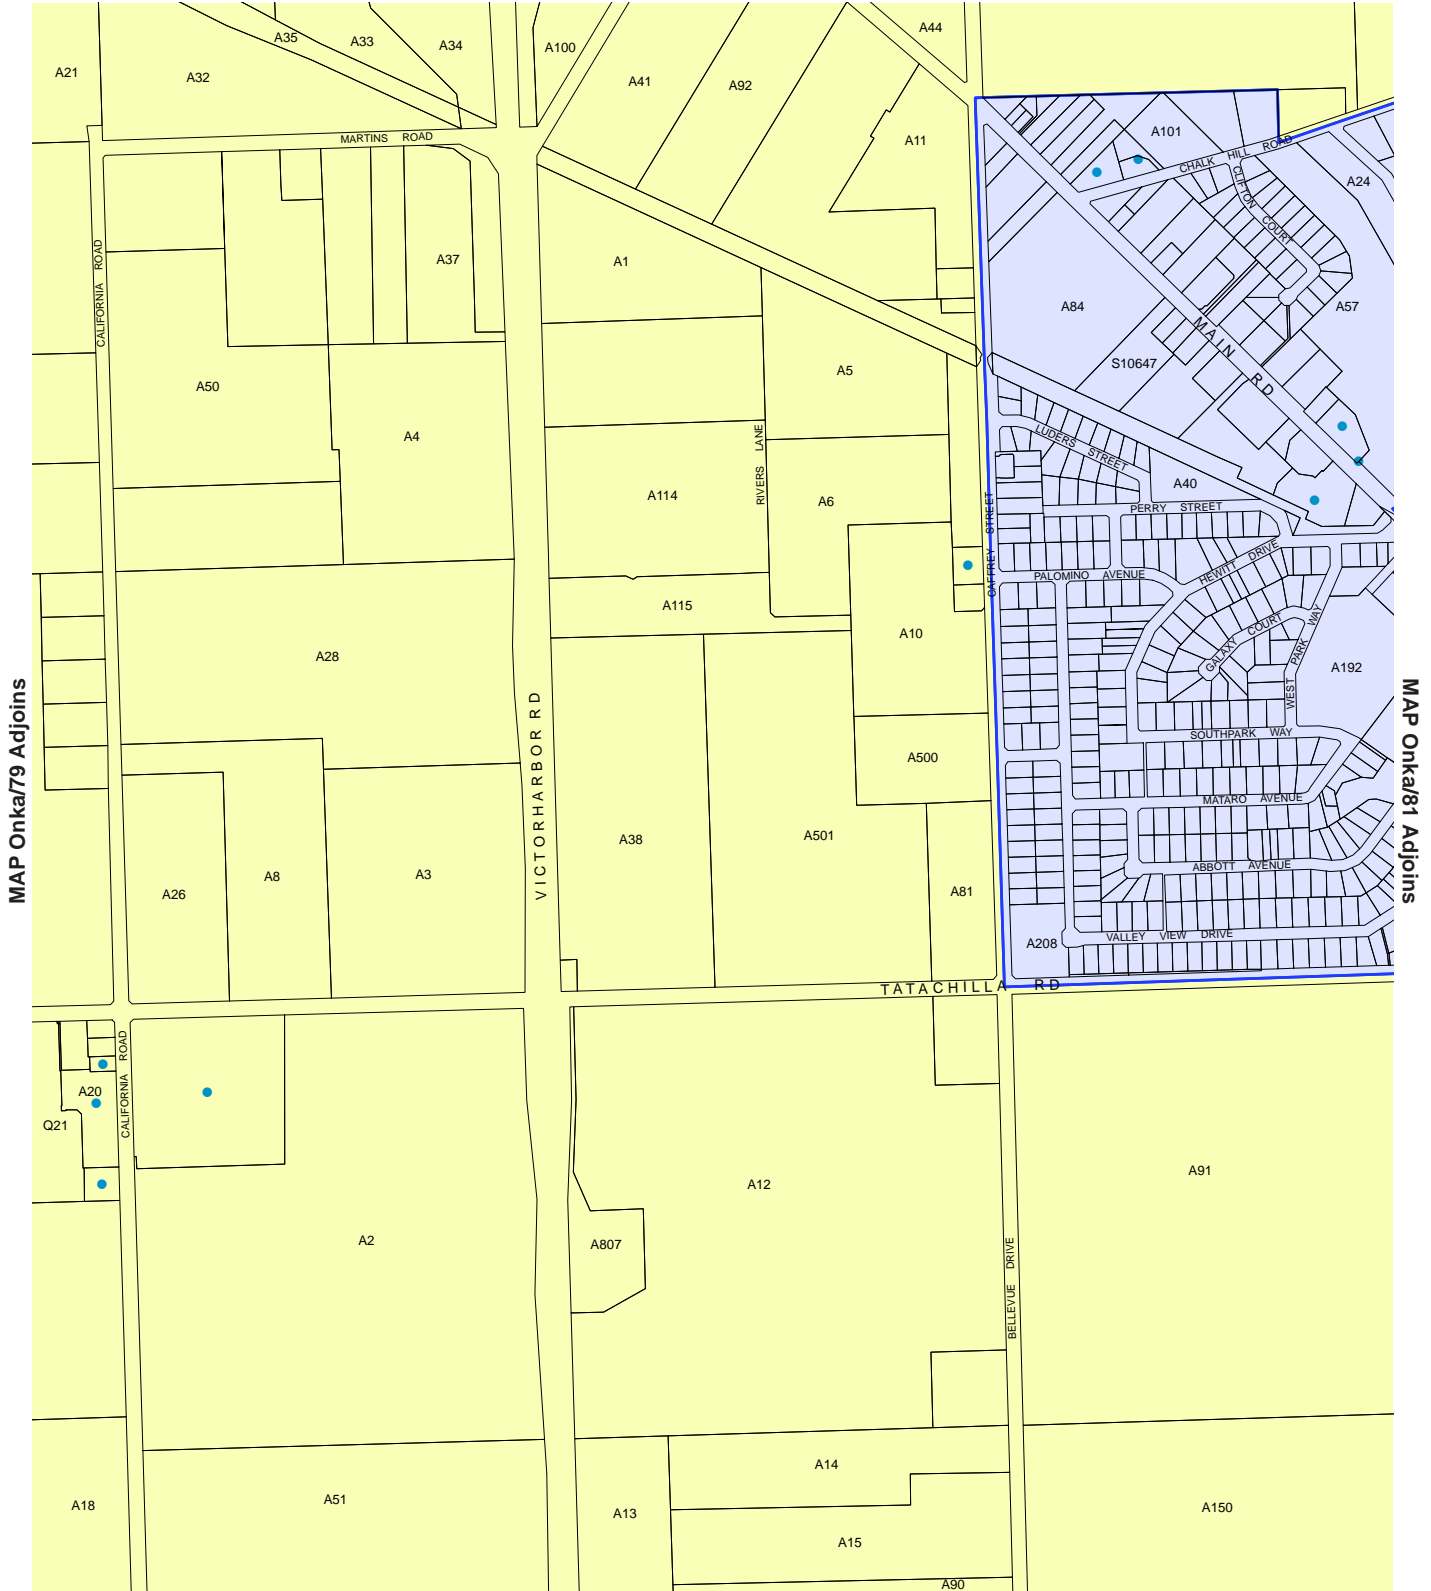 A44
A35
A33
A34
A100
A21
A32
A41
A92
A101
A11
MARTINS ROAD
CHALK HILL ROAD
A24
CLIFTON COURT
CALIFORNIA ROAD
A37
A1
A84
A57
MAIN RD
S10647
A50
A5
A4
LUDERS STREET
RIVERS LANE
A114
A6
A40
PERRY STREET
CAFFREY STREET
HEWITT DRIVE
PALOMINO AVENUE
A115
A10
GALAXY COURT
WEST PARK WAY
A28
A192
MAP Onka/79 Adjoins
MAP Onka/81 Adjoins
SOUTHPARK WAY
VICTORHARBOR RD
A500
MATARO AVENUE
A38
A501
ABBOTT AVENUE
A26
A8
A3
A81
A208
VALLEY VIEW DRIVE
TATACHILLA RD
CALIFORNIA ROAD
A20
Q21
A12
A91
A2
A807
BELLEVUE DRIVE
A14
A18
A51
A13
A150
A15
A90